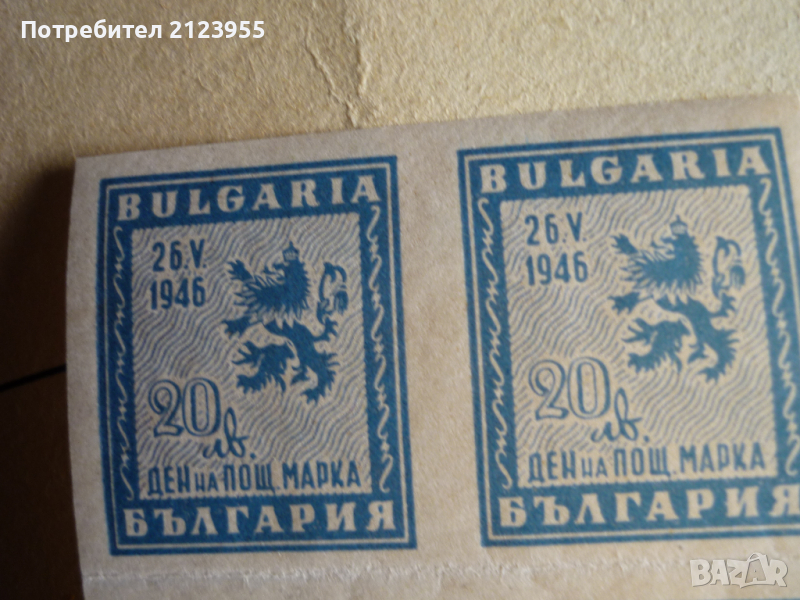 Потребител 2123955
BULGARIA
26.V.
1946
20 лв.
ДЕН НА ПОЩ. МАРКА
БЪЛГАРИЯ
BULGARIA
26.V.
1946
20 лв.
ДЕН НА ПОЩ. МАРКА
БЪЛГАРИЯ
BAZAR